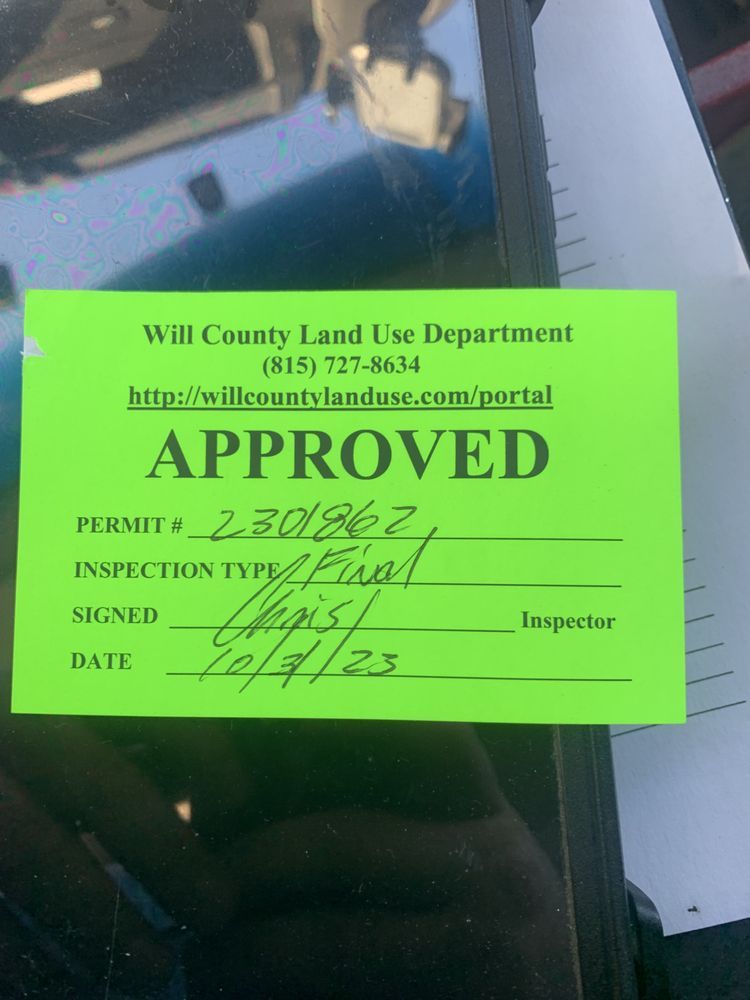 Will County Land Use Department
(815) 727-8634
http://willcountylanduse.com/portal
APPROVED
PERMIT # 2301862
INSPECTION TYPE Final
SIGNED Chris Inspector
DATE 10/3/23